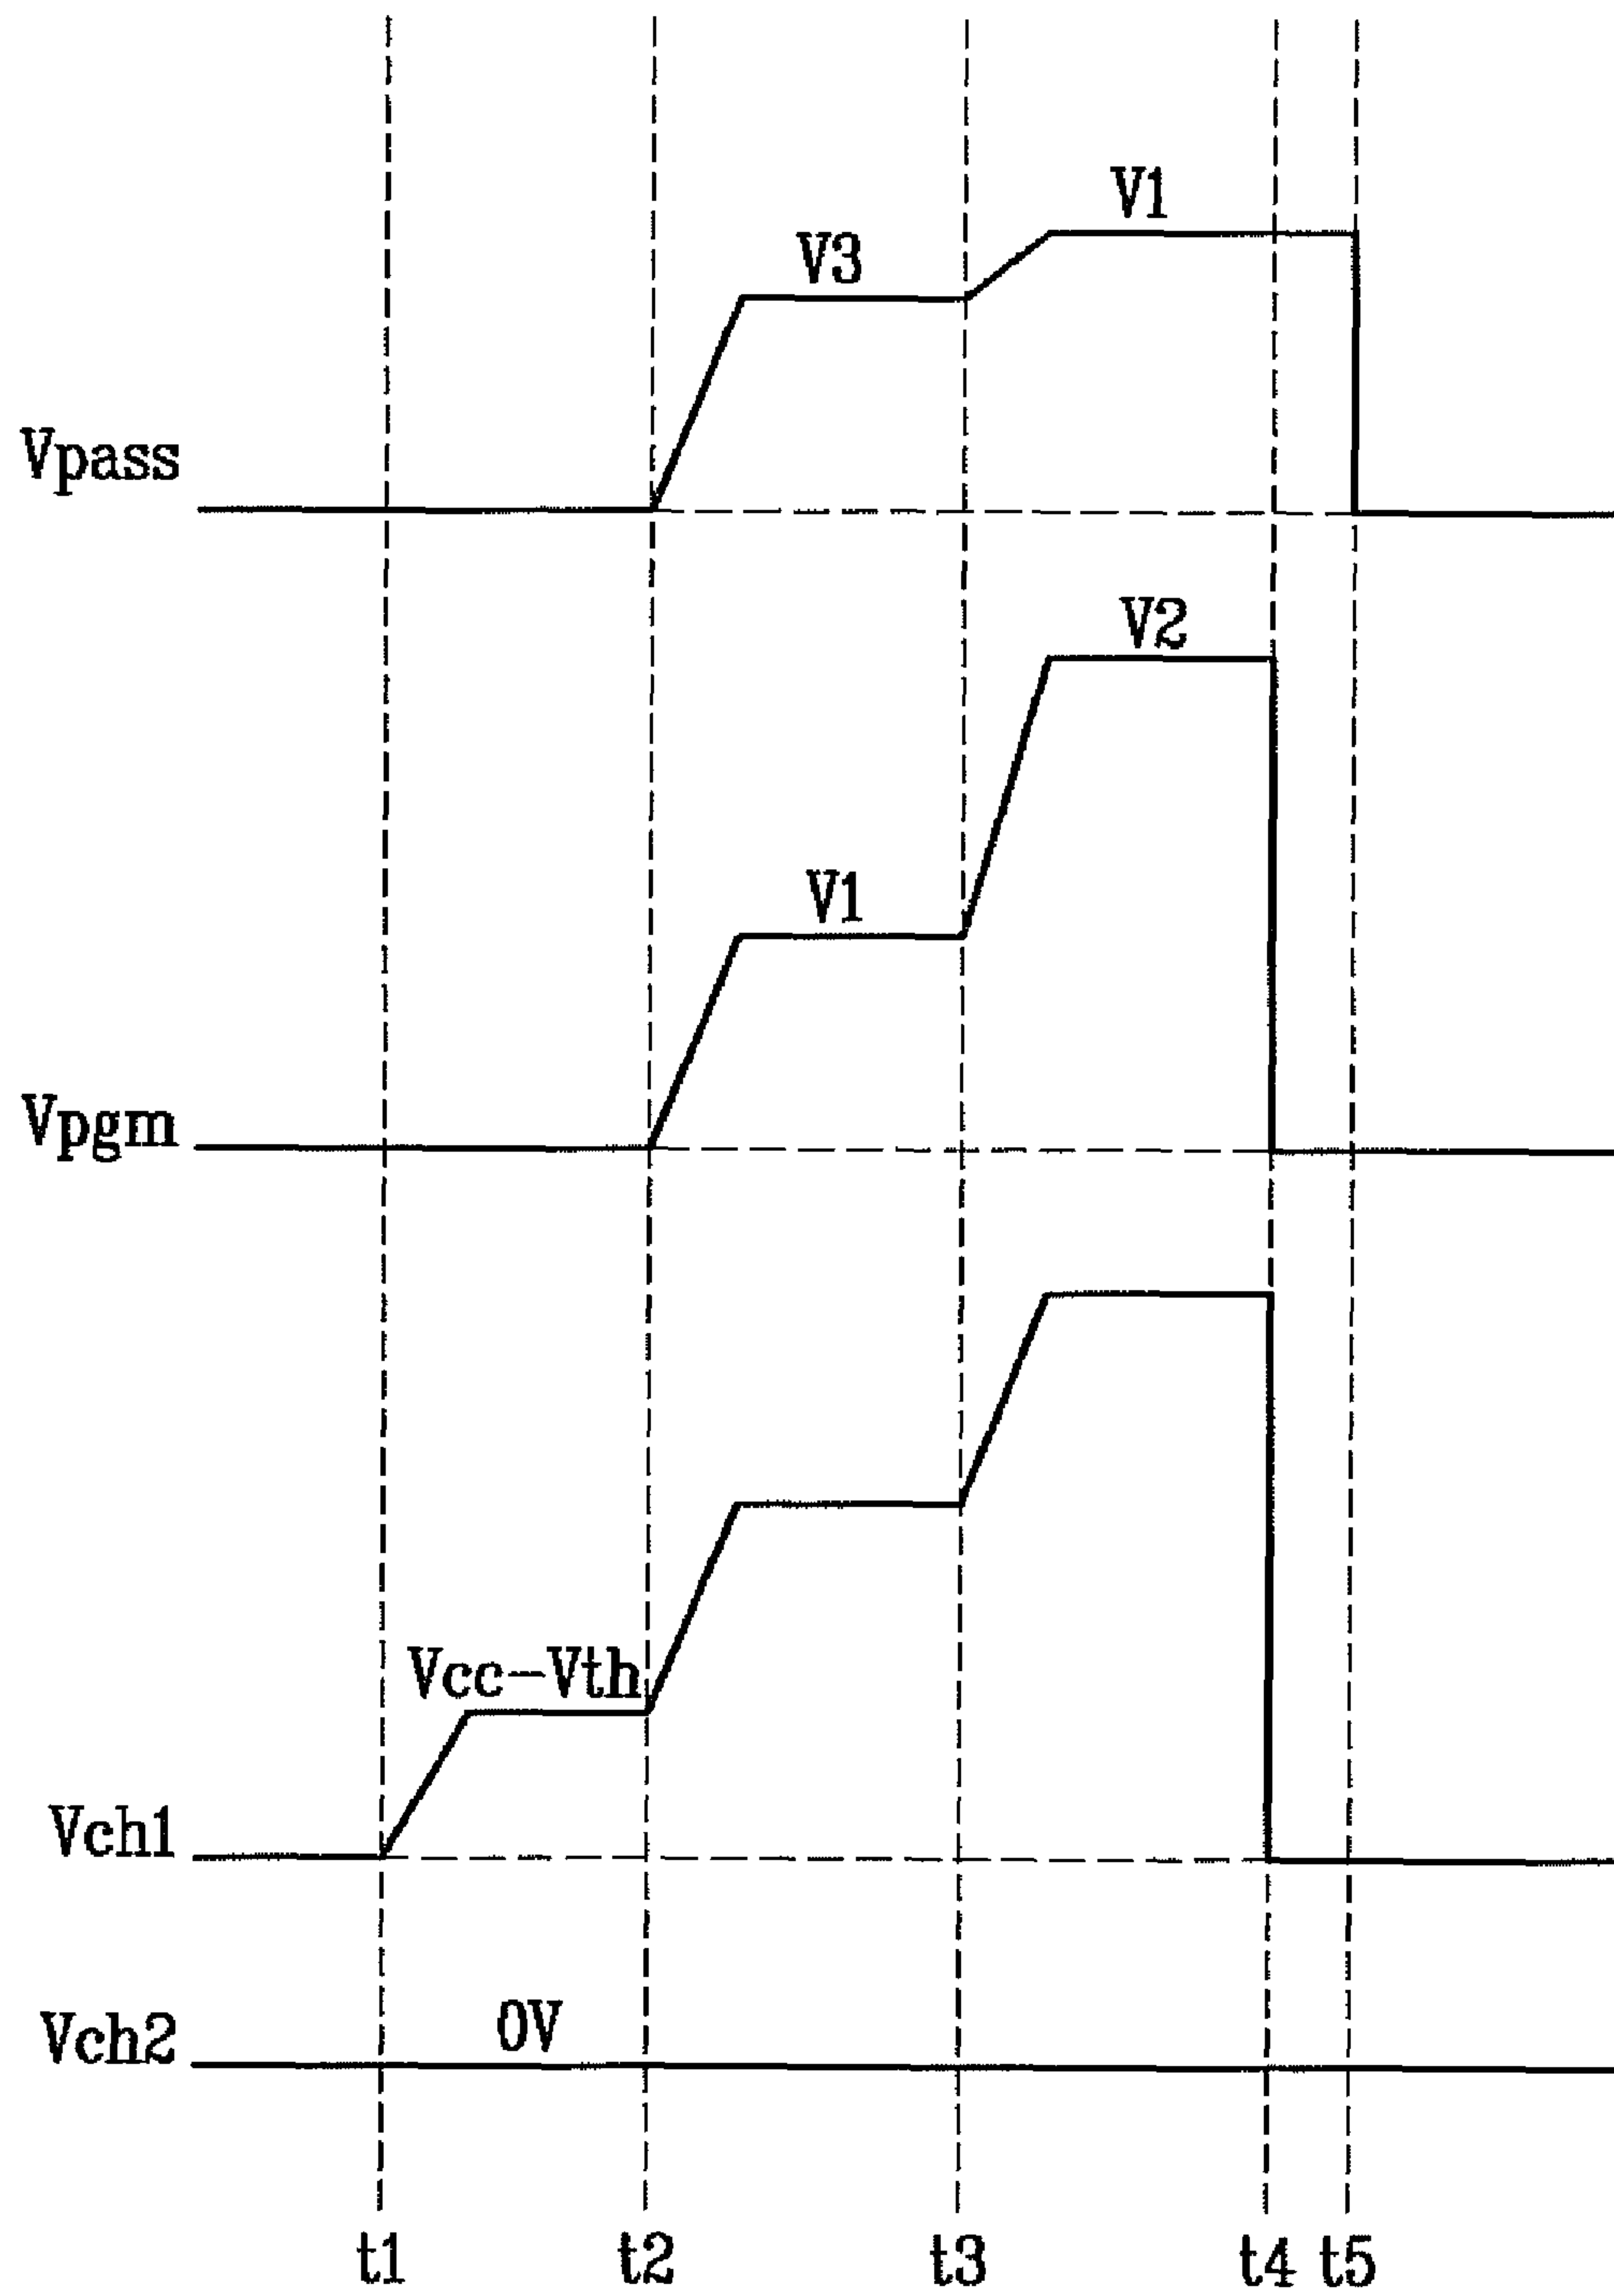 V1
V3
Vpass
V2
V1
Vpgm
Vcc-Vth
Vch1
0V
Vch2
t1 t2 t3 t4 t5